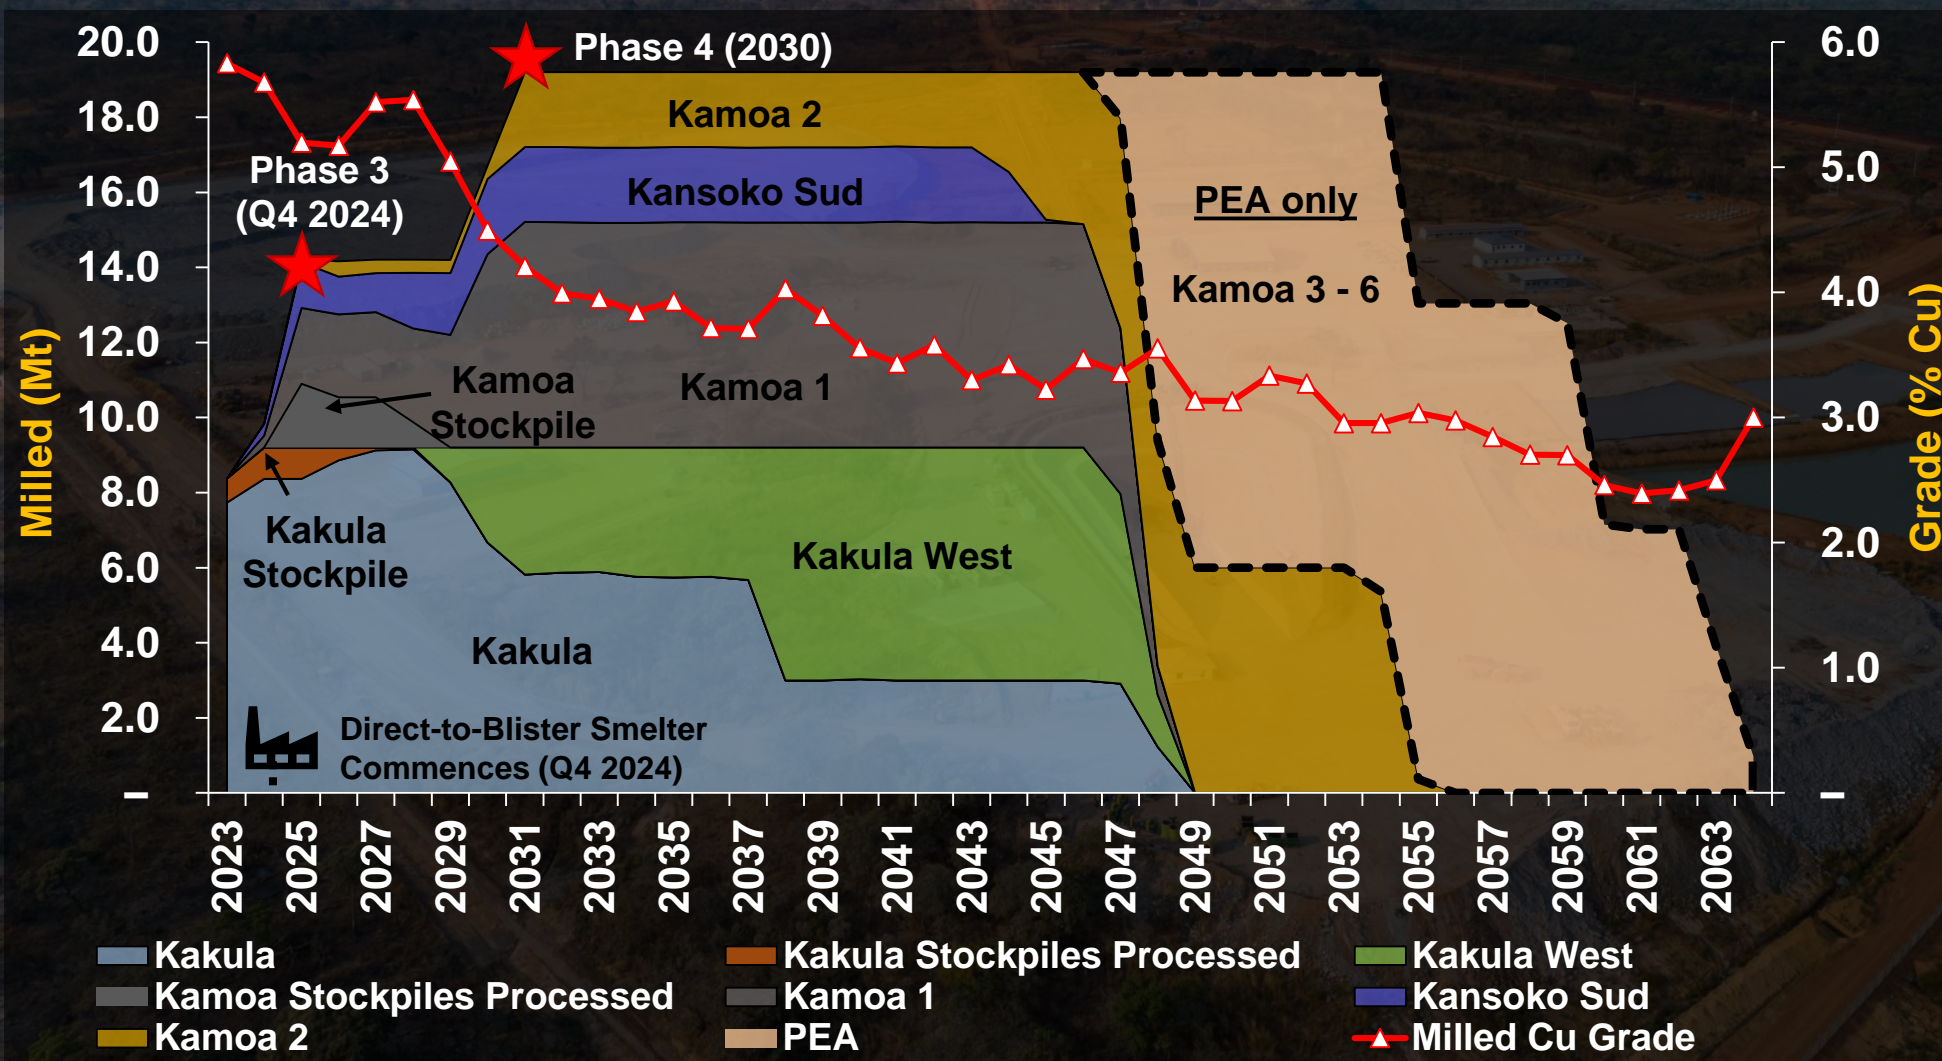 Phase 4 (2030)
Kamoa 2
Phase 3
(Q4 2024)
Kansoko Sud
PEA only
Kamoa 3 - 6
Kamoa
Stockpile
Kamoa 1
Kakula
Stockpile
Kakula West
Kakula
Direct-to-Blister Smelter
Commences (Q4 2024)
Milled (Mt)
20.0
18.0
16.0
14.0
12.0
10.0
8.0
6.0
4.0
2.0
–
Grade (% Cu)
6.0
5.0
4.0
3.0
2.0
1.0
–
2023
2025
2027
2029
2031
2033
2035
2037
2039
2041
2043
2045
2047
2049
2051
2053
2055
2057
2059
2061
2063
Kakula
Kakula Stockpiles Processed
Kakula West
Kamoa Stockpiles Processed
Kamoa 1
Kansoko Sud
Kamoa 2
PEA
Milled Cu Grade